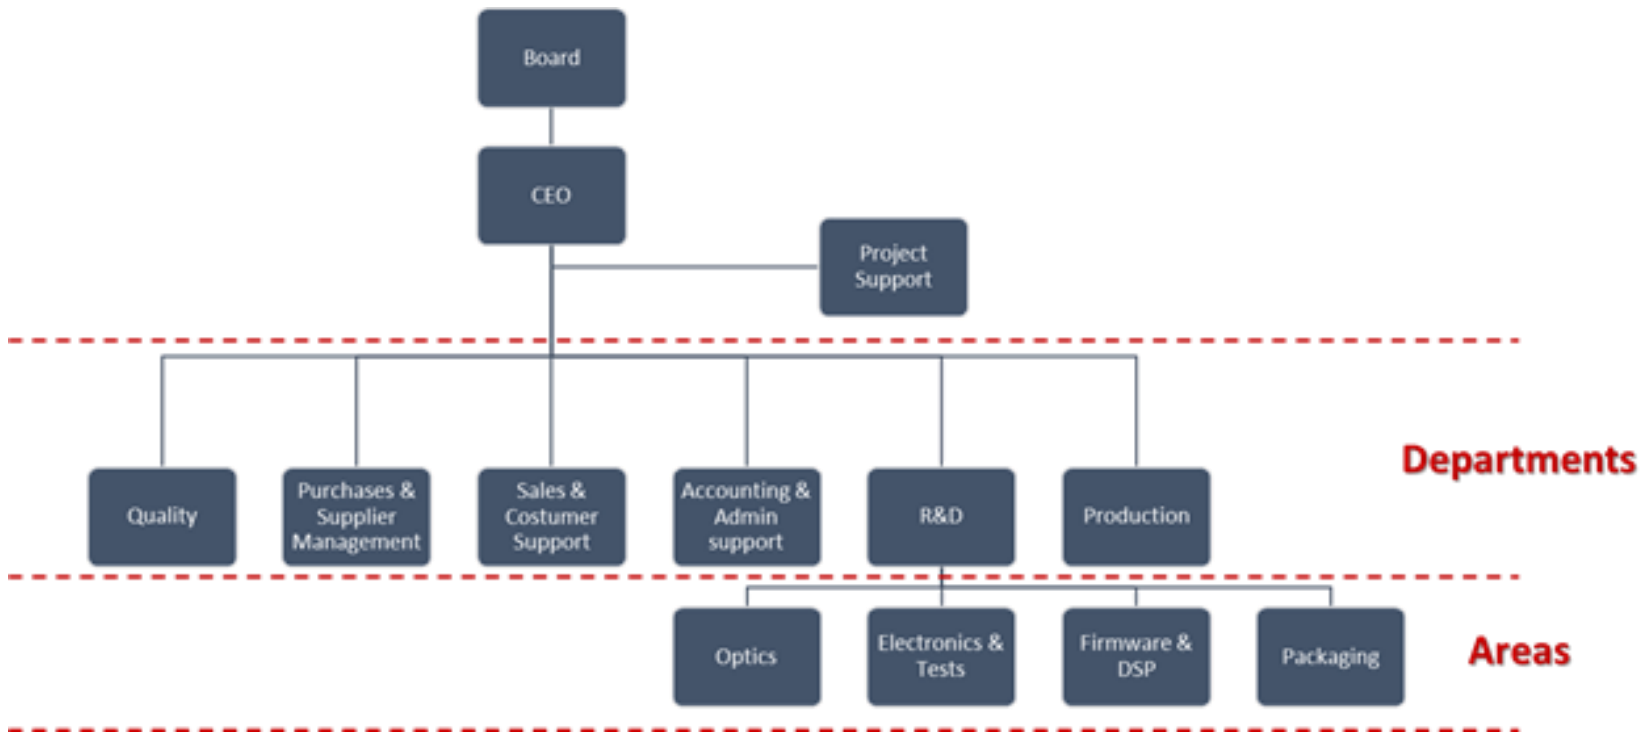 Board
CEO
Project
Support
Departments
Quality
Purchases &
Supplier
Management
Sales &
Costumer
Support
Accounting &
Admin
support
R&D
Production
Areas
Optics
Electronics &
Tests
Firmware &
DSP
Packaging